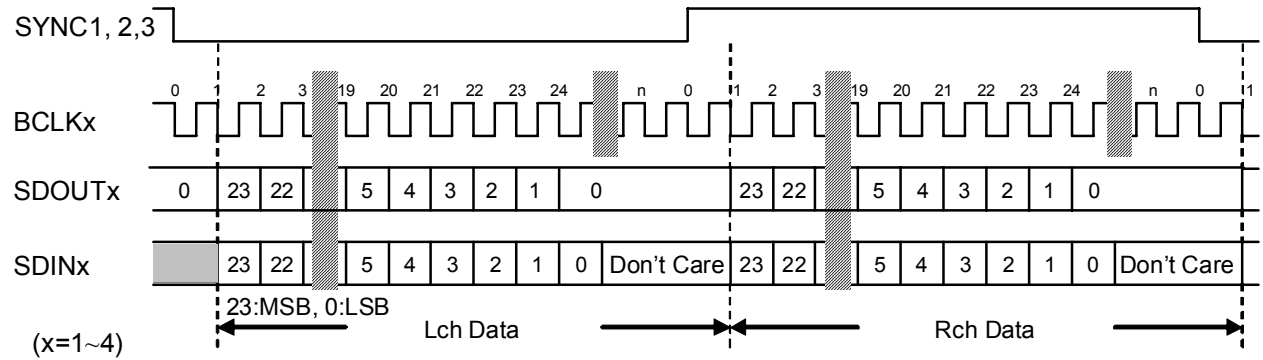 SYNC1, 2,3
0 1 2 3 19 20 21 22 23 24 n 0 1 2 3 19 20 21 22 23 24 n 0 1
BCLKx
SDOUTx 0 23 22 5 4 3 2 1 0 23 22 5 4 3 2 1 0
SDINx 23 22 5 4 3 2 1 0 Don't Care 23 22 5 4 3 2 1 0 Don't Care
23:MSB, 0:LSB
Lch Data Rch Data
(x=1~4)